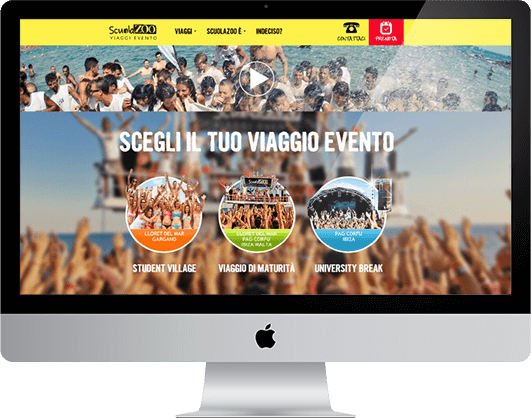 ScuolaZOO
VIAGGI EVENTO
VIAGGI
SCUOLAZOO È
INDECISO?
CONTATTACI
PRENOTA
SCEGLI IL TUO VIAGGIO EVENTO
LLORET DEL MAR
GARGANO
ScuolaZOO
LLORET DEL MAR
PAG CORFU
IBIZA MALTA
PAG CORFU
IBIZA
STUDENT VILLAGE
VIAGGIO DI MATURITÀ
UNIVERSITY BREAK